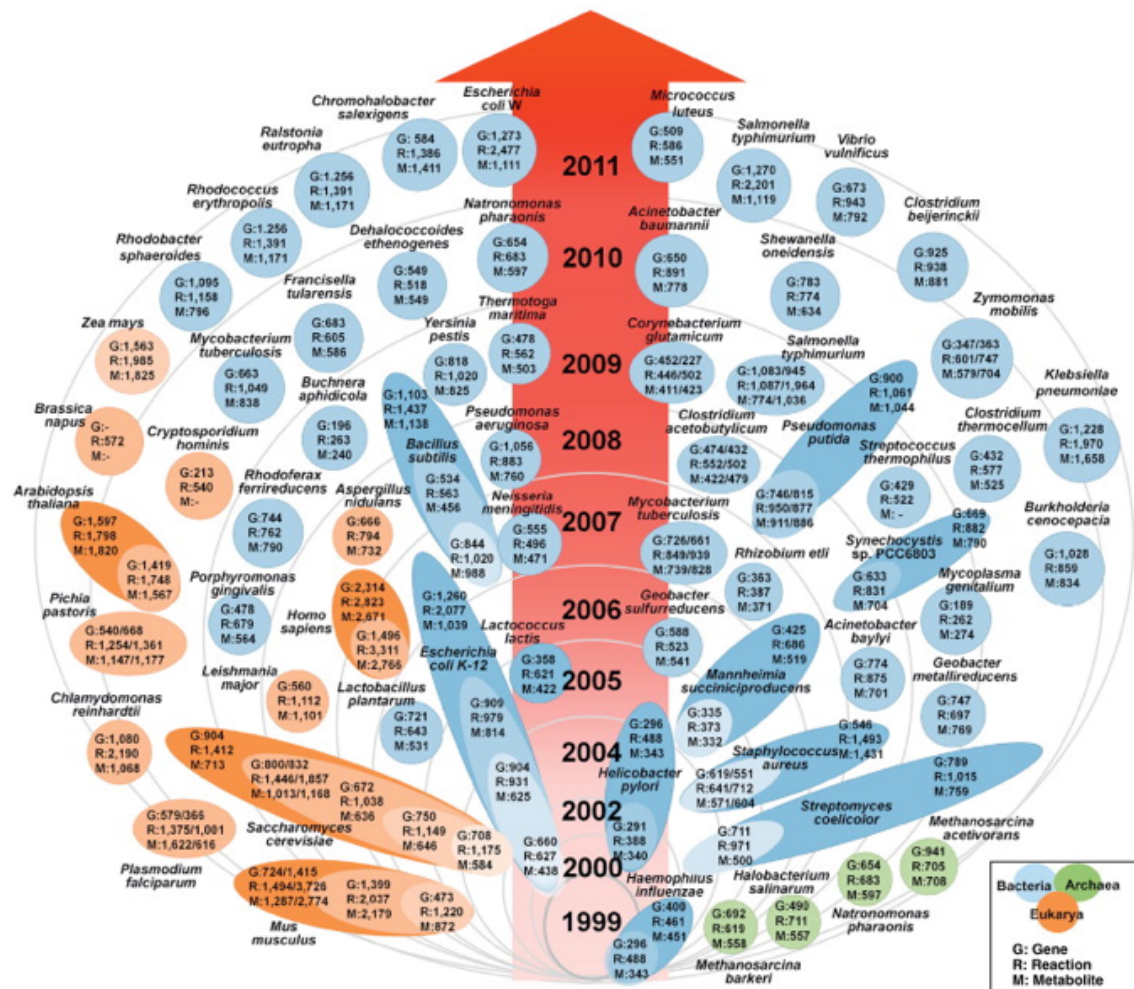 Escherichia
coli W
G:1,273
R:2,477
M:1,111
Chromohalobacter
salexigens
G: 584
R:1,386
M:1,411
Ralstonia
eutropha
G:1.256
R:1,391
M:1,171
Rhodococcus
erythropolis
G:1.256
R:1,391
M:1,171
Rhodobacter
sphaeroides
G:1,095
R:1,158
M:796
Micrococcus
luteus
G:509
R:586
M:551
Salmonella
typhimurium
G:1,270
R:2,201
M:1,119
Vibrio
vulnificus
G:673
R:943
M:792
Clostridium
beijerinckii
G:925
R:938
M:881
2011
Natronomonas
pharaonis
G:654
R:683
M:597
Dehalococcoides
ethenogenes
G:549
R:518
M:549
Francisella
tularensis
G:683
R:605
M:586
Mycobacterium
tuberculosis
G:663
R:1,049
M:838
Zea mays
G:1,563
R:1,985
M:1,825
2010
Acinetobacter
baumannii
G:650
R:891
M:778
Shewanella
oneidensis
G:783
R:774
M:634
Zymomonas
mobilis
G:347/363
R:601/747
M:579/704
Klebsiella
pneumoniae
G:1,228
R:1,970
M:1,658
Thermotoga
maritima
G:478
R:562
M:503
Yersinia
pestis
G:818
R:1,020
M:825
Buchnera
aphidicola
G:196
R:263
M:240
Cryptosporidium
hominis
G:213
R:540
M:-
Brassica
napus
G:-
R:572
M:-
2009
Corynebacterium
glutamicum
G:452/227
R:446/502
M:411/423
Salmonella
typhimurium
G:1,083/945
R:1,087/1,964
M:774/1,036
G:900
R:1,061
M:1,044
Pseudomonas
putida
G:746/815
R:950/877
M:911/886
Clostridium
thermocellum
G:432
R:577
M:525
Streptococcus
thermophilus
G:429
R:522
M: -
Burkholderia
cenocepacia
G:1,028
R:859
M:834
2008
Pseudomonas
aeruginosa
G:1,056
R:883
M:760
G:1,103
R:1,437
M:1,138
Bacillus
subtilis
G:534
R:563
M:456
G:844
R:1,020
M:988
Clostridium
acetobutylicum
G:474/432
R:552/502
M:422/479
Rhodoferax
ferrireducens
G:744
R:762
M:790
Arabidopsis
thaliana
G:1,597
R:1,798
M:1,820
G:1,419
R:1,748
M:1,567
Aspergillus
nidulans
G:666
R:794
M:732
2007
Neisseria
meningitidis
G:555
R:496
M:471
Mycobacterium
tuberculosis
G:726/661
R:849/939
M:739/828
Rhizobium etli
G:363
R:387
M:371
G:669
R:882
M:790
Synechocystis
sp. PCC6803
G:633
R:831
M:704
Mycoplasma
genitalium
G:189
R:262
M:274
Porphyromonas
gingivalis
G:478
R:679
M:564
Pichia
pastoris
G:540/668
R:1,254/1,361
M:1,147/1,177
Homo
sapiens
G:2,314
R:2,823
M:2,671
G:1,496
R:3,311
M:2,766
2006
Geobacter
sulfurreducens
G:588
R:523
M:541
Acinetobacter
baylyi
G:774
R:875
M:701
Geobacter
metallireducens
G:747
R:697
M:769
G:1,260
R:2,077
M:1,039
Escherichia
coli K-12
G:909
R:979
M:814
G:904
R:931
M:625
G:660
R:627
M:438
Lactococcus
lactis
G:358
R:621
M:422
2005
G:425
R:686
M:519
Mannheimia
succiniciproducens
G:335
R:373
M:332
Leishmania
major
G:560
R:1,112
M:1,101
Lactobacillus
plantarum
G:721
R:643
M:531
Chlamydomonas
reinhardtii
G:1,080
R:2,190
M:1,068
2004
G:296
R:488
M:343
Helicobacter
pylori
G:291
R:388
M:340
G:546
R:1,493
M:1,431
Staphylococcus
aureus
G:619/551
R:641/712
M:571/604
G:904
R:1,412
M:713
G:800/832
R:1,446/1,857
M:1,013/1,168
G:672
R:1,038
M:636
G:750
R:1,149
M:646
G:708
R:1,175
M:584
Saccharomyces
cerevisiae
2002
G:789
R:1,015
M:759
Streptomyces
coelicolor
G:711
R:971
M:500
Plasmodium
falciparum
G:579/366
R:1,375/1,001
M:1,622/616
2000
Methanosarcina
acetivorans
G:941
R:705
M:708
G:654
R:683
M:597
Natronomonas
pharaonis
Halobacterium
salinarum
G:490
R:711
M:557
G:692
R:619
M:558
Methanosarcina
barkeri
G:724/1,415
R:1,494/3,726
M:1,287/2,774
G:1,399
R:2,037
M:2,179
G:473
R:1,220
M:872
Mus
musculus
1999
Haemophilus
influenzae
G:400
R:461
M:451
G:296
R:488
M:343
Bacteria
Archaea
Eukarya
G: Gene
R: Reaction
M: Metabolite